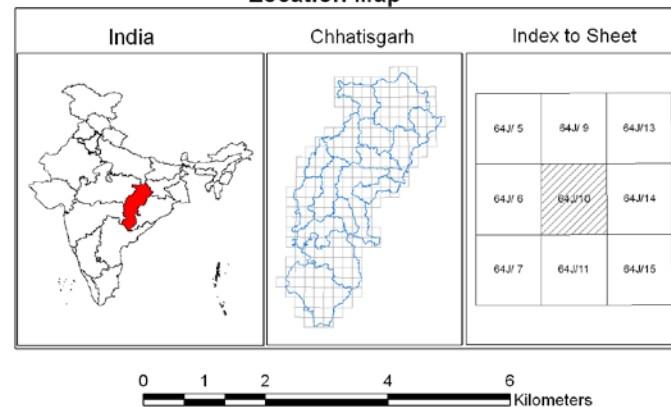 Location Map
India
Chhatisgarh
Index to Sheet
64J/ 5
64J/ 9
64J/13
64J/ 6
64J/10
64J/14
64J/ 7
64J/11
64J/15
0 1 2 4 6
Kilometers